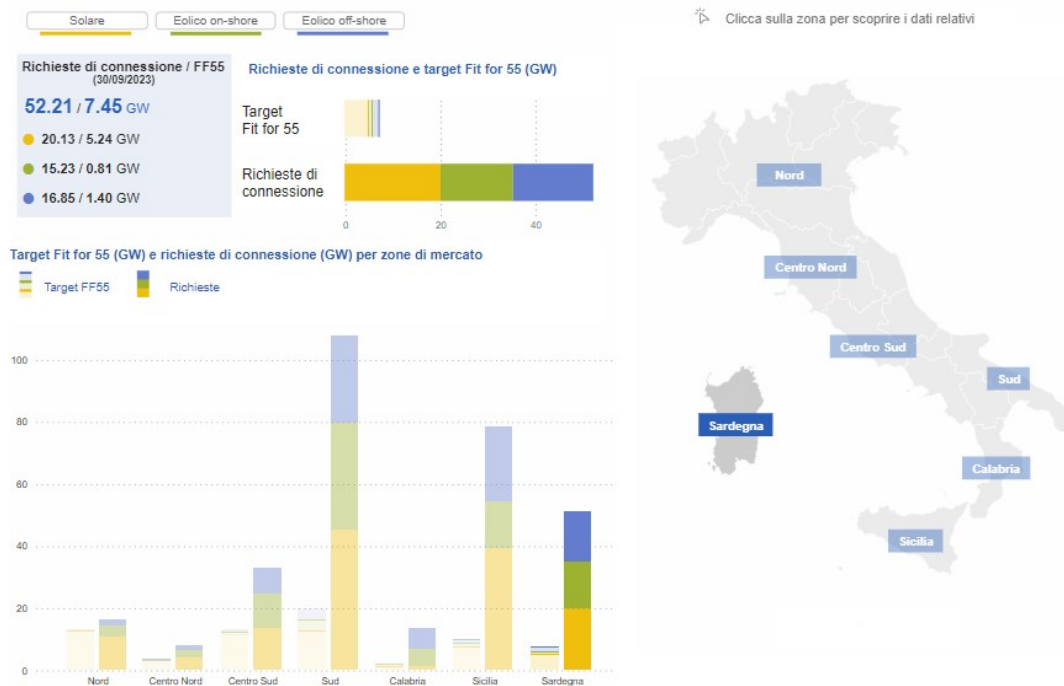 Solare
Eolico on-shore
Eolico off-shore
Clicca sulla zona per scoprire i dati relativi
Richieste di connessione / FF55
(30/09/2023)
52.21 / 7.45 GW
20.13 / 5.24 GW
15.23 / 0.81 GW
16.85 / 1.40 GW
Richieste di connessione e target Fit for 55 (GW)
Target
Fit for 55
Richieste di
connessione
0
20
40
Target Fit for 55 (GW) e richieste di connessione (GW) per zone di mercato
Target FF55
Richieste
100
80
60
40
20
0
Nord
Centro Nord
Centro Sud
Sud
Calabria
Sicilia
Sardegna
Nord
Centro Nord
Centro Sud
Sud
Sardegna
Calabria
Sicilia